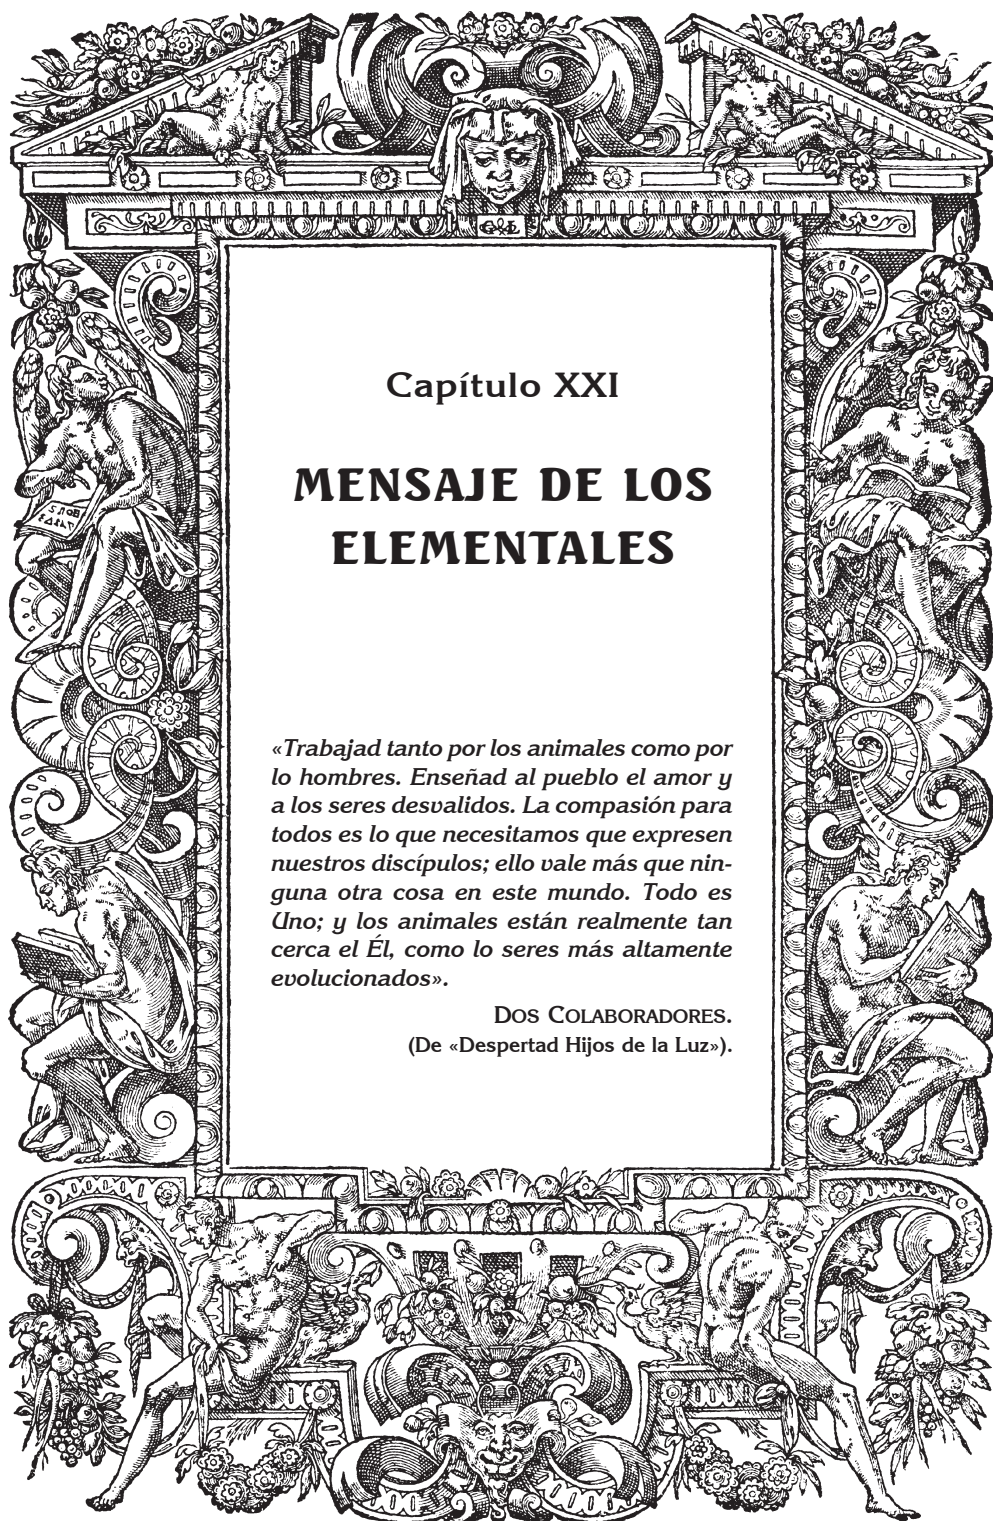 Capítulo XXI
MENSAJE DE LOS
ELEMENTALES
«Trabajad tanto por los animales como por
lo hombres. Enseñad al pueblo el amor y
a los seres desvalidos. La compasión para
todos es lo que necesitamos que expresen
nuestros discípulos; ello vale más que nin-
guna otra cosa en este mundo. Todo es
Uno; y los animales están realmente tan
cerca el Él, como lo seres más altamente
evolucionados».
DOS COLABORADORES.
(De «Despertad Hijos de la Luz»).